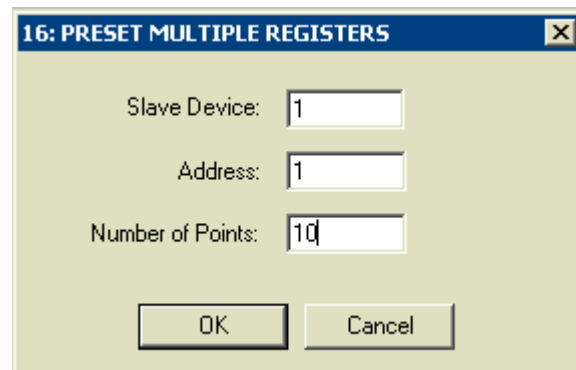 16: PRESET MULTIPLE REGISTERS
Slave Device: 1
Address: 1
Number of Points: 10
OK Cancel